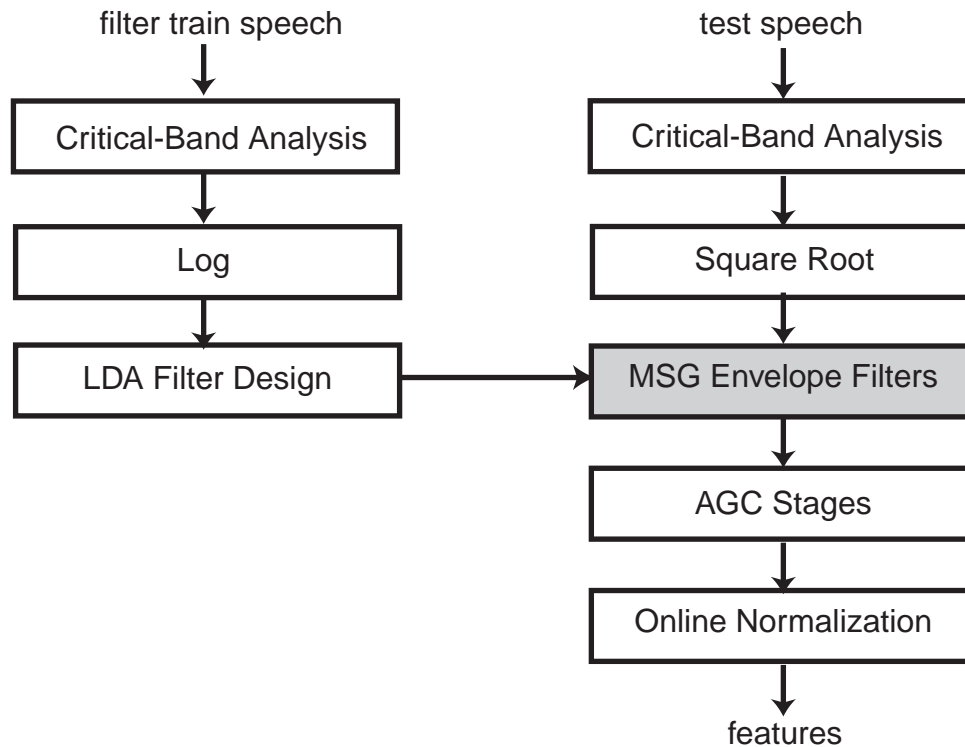 filter train speech
Critical-Band Analysis
Log
LDA Filter Design
test speech
Critical-Band Analysis
Square Root
MSG Envelope Filters
AGC Stages
Online Normalization
features